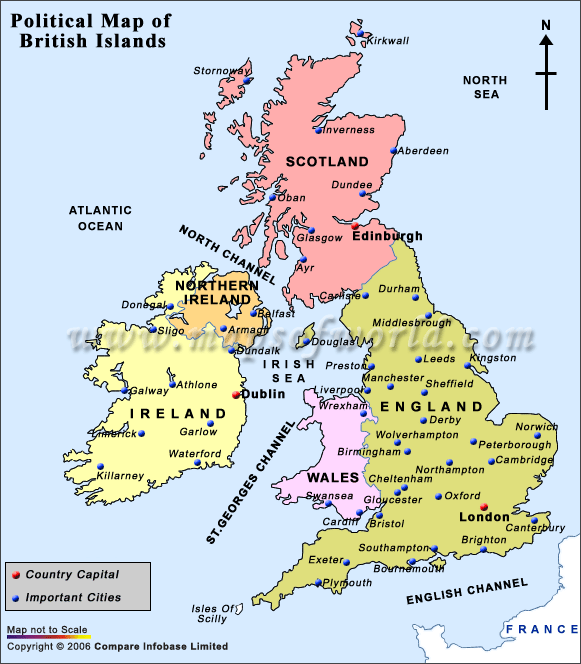 Political Map of
British Islands
N
Kirkwall
Stornoway
NORTH
SEA
Inverness
Aberdeen
SCOTLAND
Dundee
Oban
ATLANTIC
OCEAN
Glasgow
Edinburgh
NORTH CHANNEL
Ayr
NORTHERN
IRELAND
Carlisle
Durham
Donegal
Belfast
Middlesbrough
Sligo
Armagh
www.mapsofworld.com
Douglas
Dundalk
IRISH
SEA
Leeds
Kingston
Preston
Manchester
Sheffield
Galway
Athlone
Dublin
Liverpool
Wrexham
ENGLAND
IRELAND
Derby
Norwich
Limerick
Garlow
Wolverhampton
Peterborough
Birmingham
Waterford
Northampton
Cambridge
Killarney
ST.GEORGES CHANNEL
WALES
Cheltenham
Swansea
Gloucester
Oxford
London
Cardiff
Bristol
Canterbury
Southampton
Brighton
Exeter
Bournemouth
Plymouth
ENGLISH CHANNEL
Country Capital
Important Cities
Isles Of
Scilly
FRANCE
Map not to Scale
Copyright © 2006 Compare Infobase Limited